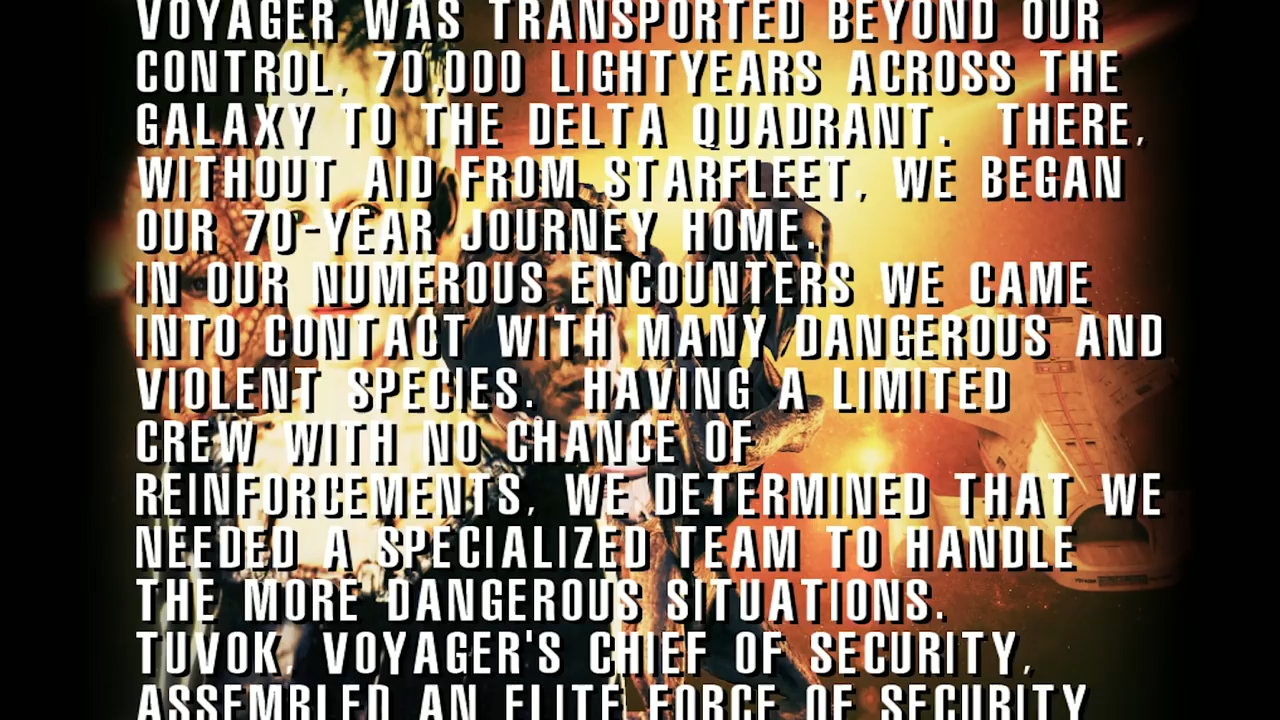 VOYAGER WAS TRANSPORTED BEYOND OUR
CONTROL, 70,000 LIGHTYEARS ACROSS THE
GALAXY TO THE DELTA QUADRANT. THERE,
WITHOUT AID FROM STARFLEET, WE BEGAN
OUR 70-YEAR JOURNEY HOME.
IN OUR NUMEROUS ENCOUNTERS WE CAME
INTO CONTACT WITH MANY DANGEROUS AND
VIOLENT SPECIES. HAVING A LIMITED
CREW WITH NO CHANCE OF
REINFORCEMENTS, WE DETERMINED THAT WE
NEEDED A SPECIALIZED TEAM TO HANDLE
THE MORE DANGEROUS SITUATIONS.
TUVOK, VOYAGER'S CHIEF OF SECURITY,
ASSEMBLED AN ELITE FORCE OF SECURITY
VOYAGER